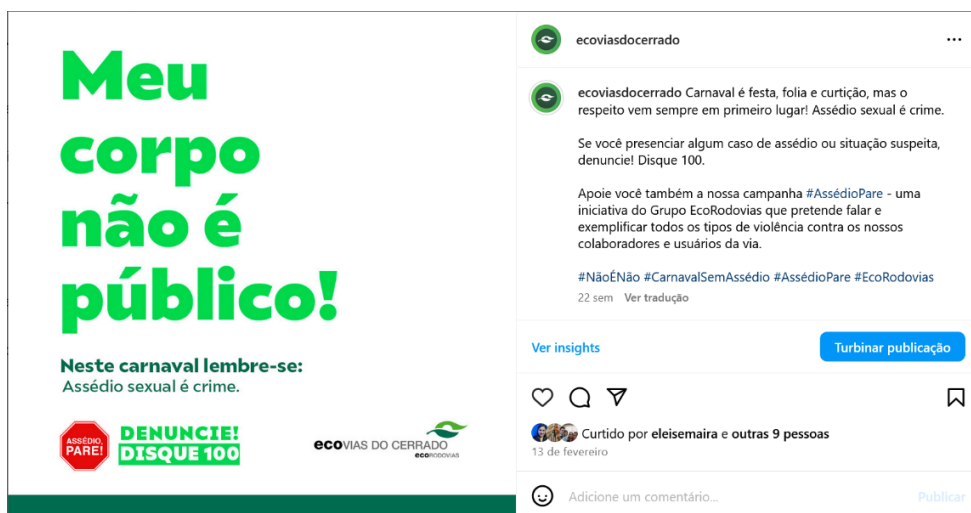 Meu
corpo
não é
público!
Neste carnaval lembre-se:
Assédio sexual é crime.
ASSÉDIO,
PARE!
DENUNCIE!
DISQUE 100
ECOVIAS DO CERRADO
ECORODOVIAS
ecoviasdocerrado
ecoviasdocerrado Carnaval é festa, folia e curtição, mas o
respeito vem sempre em primeiro lugar! Assédio sexual é crime.
Se você presenciar algum caso de assédio ou situação suspeita,
denuncie! Disque 100.
Apoie você também a nossa campanha #AssédioPare - uma
iniciativa do Grupo EcoRodovias que pretende falar e
exemplificar todos os tipos de violência contra os nossos
colaboradores e usuários da via.
#NãoÉNão #CarnavalSemAssédio #AssédioPare #EcoRodovias
22 sem Ver tradução
Ver insights
Turbinar publicação
Curtido por eleisemaira e outras 9 pessoas
13 de fevereiro
Adicione um comentário...
Publicar